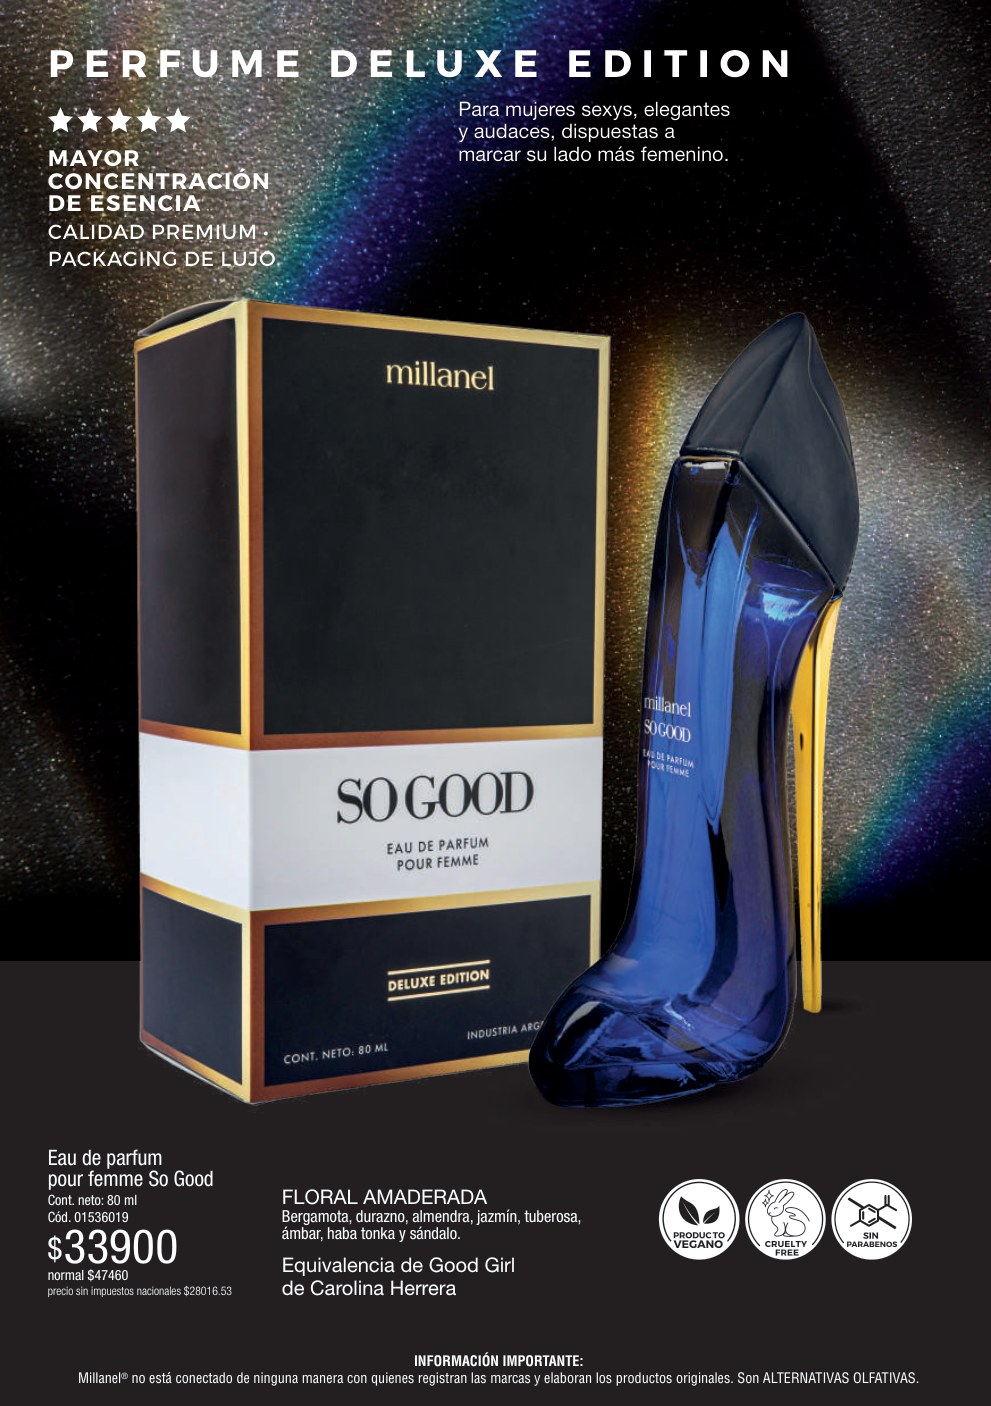 PERFUME DELUXE EDITION
MAYOR
CONCENTRACIÓN
DE ESENCIA
CALIDAD PREMIUM •
PACKAGING DE LUJO.
Para mujeres sexys, elegantes
y audaces, dispuestas a
marcar su lado más femenino.
millanel
SO GOOD
EAU DE PARFUM
POUR FEMME
DELUXE EDITION
CONT. NETO: 80 ML
INDUSTRIA ARGE
millanel
SO GOOD
EAU DE PARFUM
POUR FEMME
Eau de parfum
pour femme So Good
Cont. neto: 80 ml
Cód. 01536019
$33900
normal $47460
precio sin impuestos nacionales $28016.53
FLORAL AMADERADA
Bergamota, durazno, almendra, jazmín, tuberosa,
ámbar, haba tonka y sándalo.
Equivalencia de Good Girl
de Carolina Herrera
PRODUCTO
VEGANO
CRUELTY
FREE
SIN
PARABENOS
INFORMACIÓN IMPORTANTE:
Millanel® no está conectado de ninguna manera con quienes registran las marcas y elaboran los productos originales. Son ALTERNATIVAS OLFATIVAS.